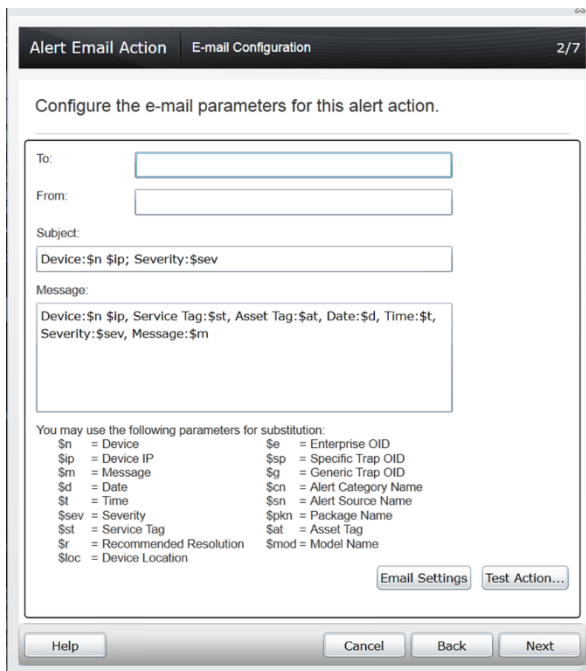 Alert Email Action E-mail Configuration 2/7
Configure the e-mail parameters for this alert action.
To:
From:
Subject:
Device:$n $ip; Severity:$sev
Message:
Device:$n $ip, Service Tag:$st, Asset Tag:$at, Date:$d, Time:$t,
Severity:$sev, Message:$m
You may use the following parameters for substitution:
$n = Device $e = Enterprise OID
$ip = Device IP $sp = Specific Trap OID
$m = Message $g = Generic Trap OID
$d = Date $cn = Alert Category Name
$t = Time $sn = Alert Source Name
$sev = Severity $pkn = Package Name
$st = Service Tag $at = Asset Tag
$r = Recommended Resolution $mod = Model Name
$loc = Device Location
Email Settings Test Action...
Help Cancel Back Next